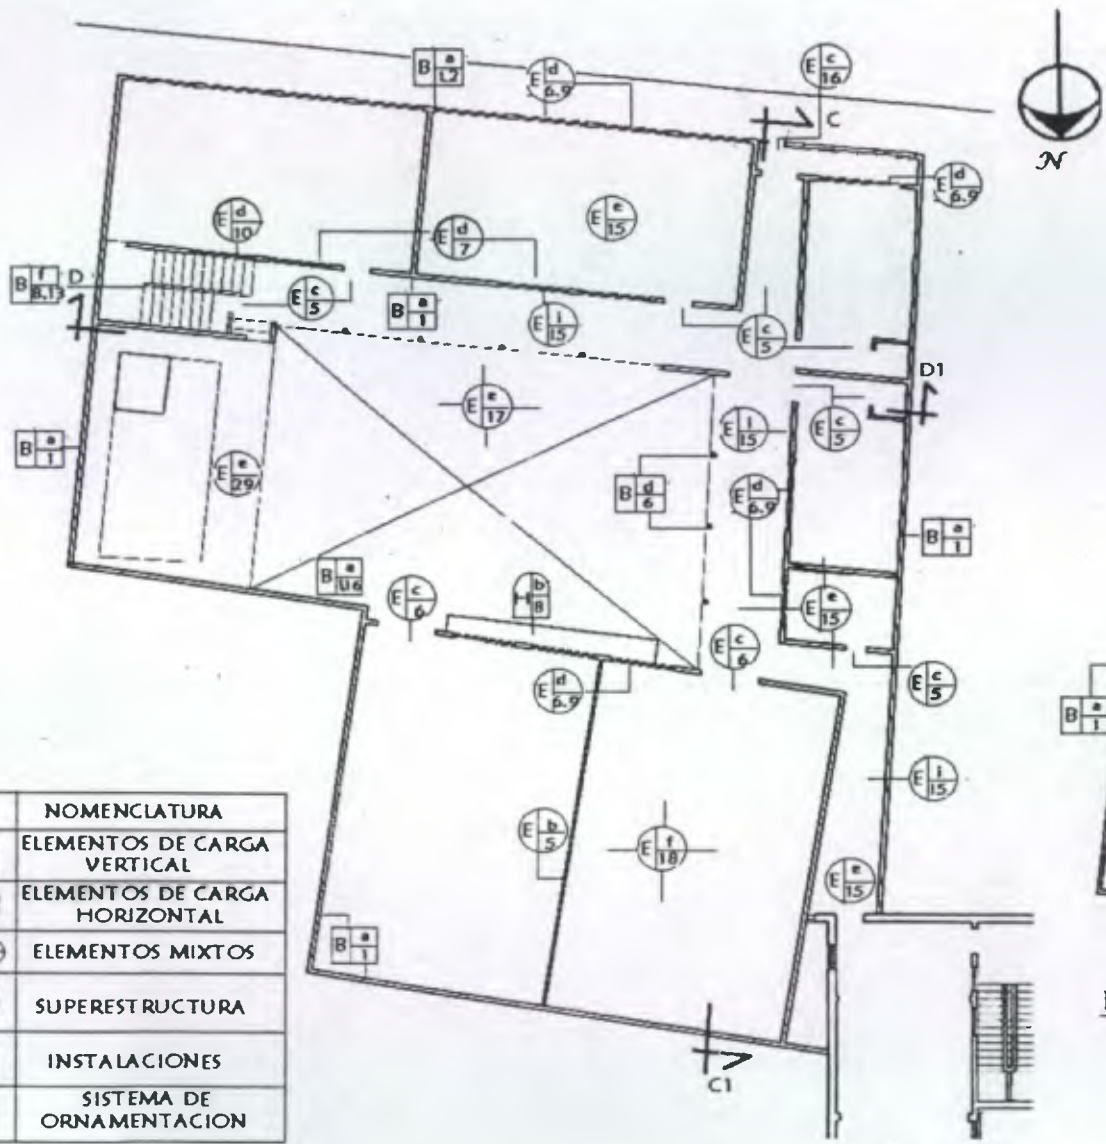 B a 1.2
E d 6.9
E c 16
C
N
E d 6.9
E d 10
E d 7
E e 15
B f 8,13
D
E c 5
B a 1
E i 15
E c 5
D1
E e 17
B a 1
E i 15
E c 5
E e 29
B d 6
E d 6.9
B a 1
B a
E c 6
H b 8
E e 15
E c 6
E d 6.9
E c 5
B a 1
E i 15
NOMENCLATURA
ELEMENTOS DE CARGA
VERTICAL
ELEMENTOS DE CARGA
HORIZONTAL
ELEMENTOS MIXTOS
SUPERESTRUCTURA
INSTALACIONES
SISTEMA DE
ORNAMENTACION
E b 5
E f 18
E e 15
B a 1
C1